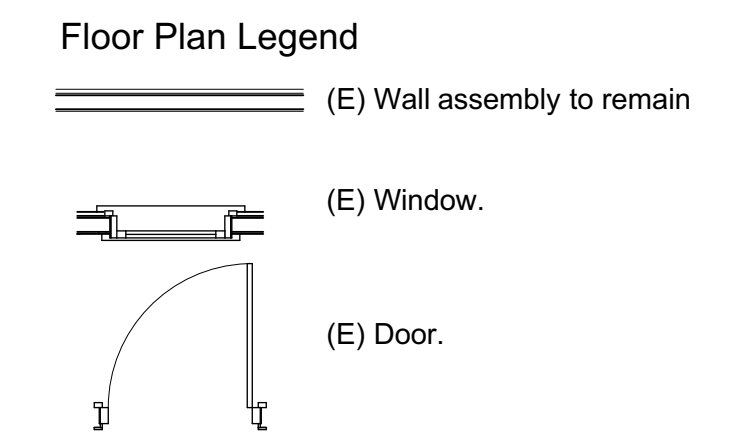 Floor Plan Legend
(E) Wall assembly to remain
(E) Window.
(E) Door.